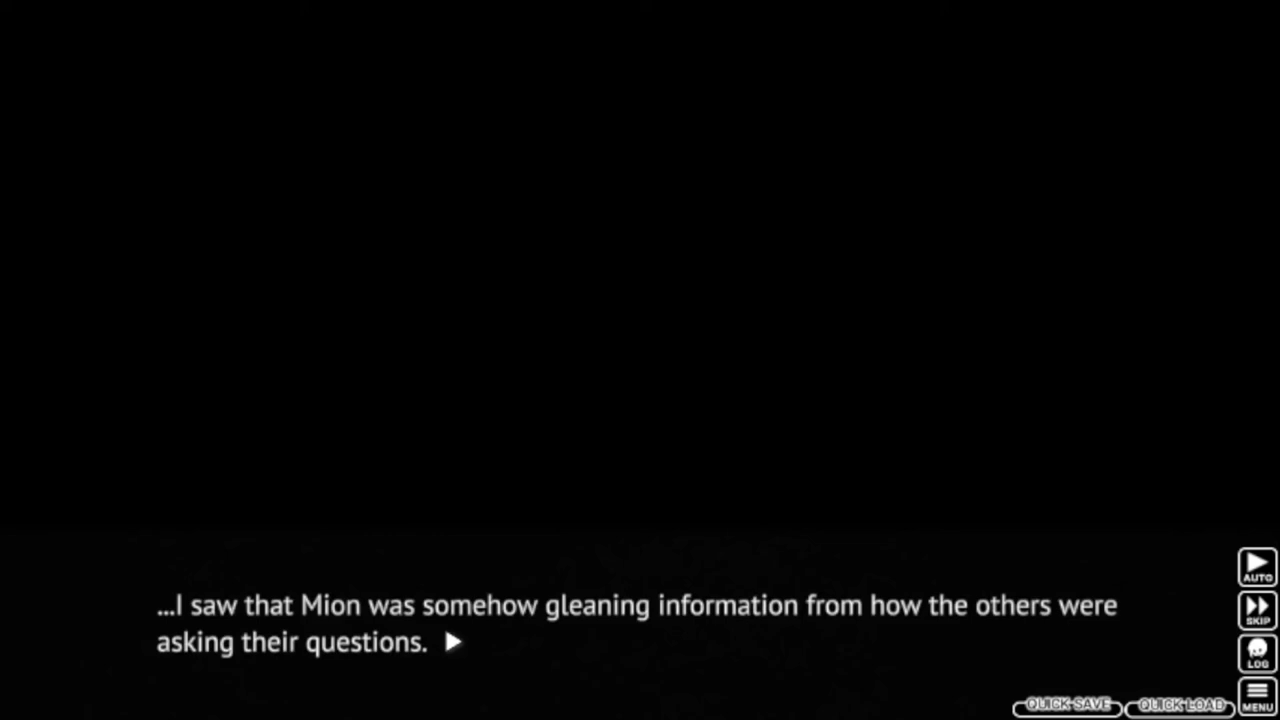 ...I saw that Mion was somehow gleaning information from how the others were
asking their questions.
AUTO
SKIP
LOG
MENU
QUICK SAVE
QUICK LOAD